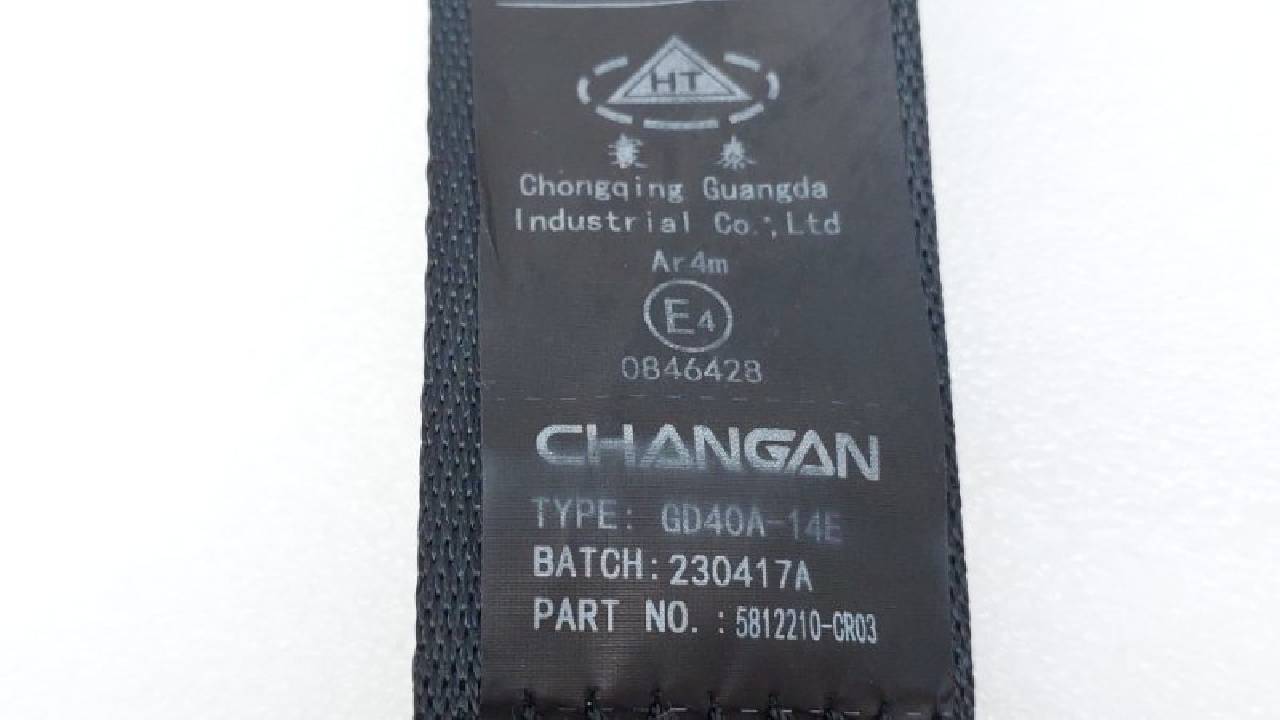 HT
泰
Chongqing Guangda
Industrial Co.,Ltd
Ar4m
E4
0846428
CHANGAN
TYPE: GD40A-14E
BATCH: 230417A
PART NO. : 5812210-CR03